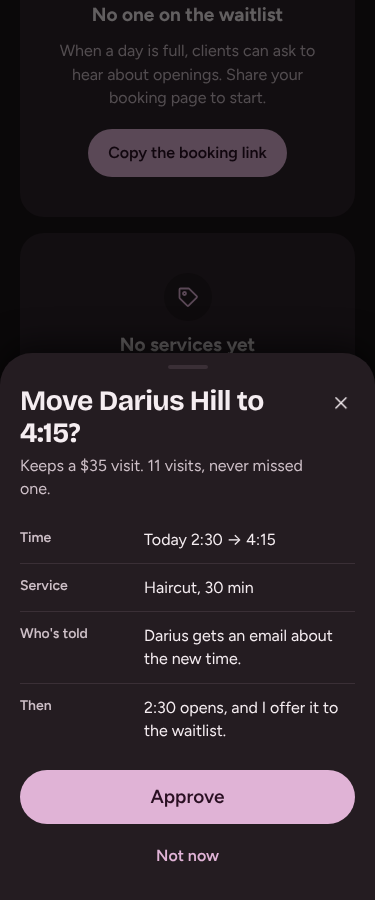 No one on the waitlist
When a day is full, clients can ask to
hear about openings. Share your
booking page to start.
Copy the booking link
No services yet
Move Darius Hill to
4:15?
Keeps a $35 visit. 11 visits, never missed
one.
Time
Today 2:30 → 4:15
Service
Haircut, 30 min
Who's told
Darius gets an email about
the new time.
Then
2:30 opens, and I offer it to
the waitlist.
Approve
Not now